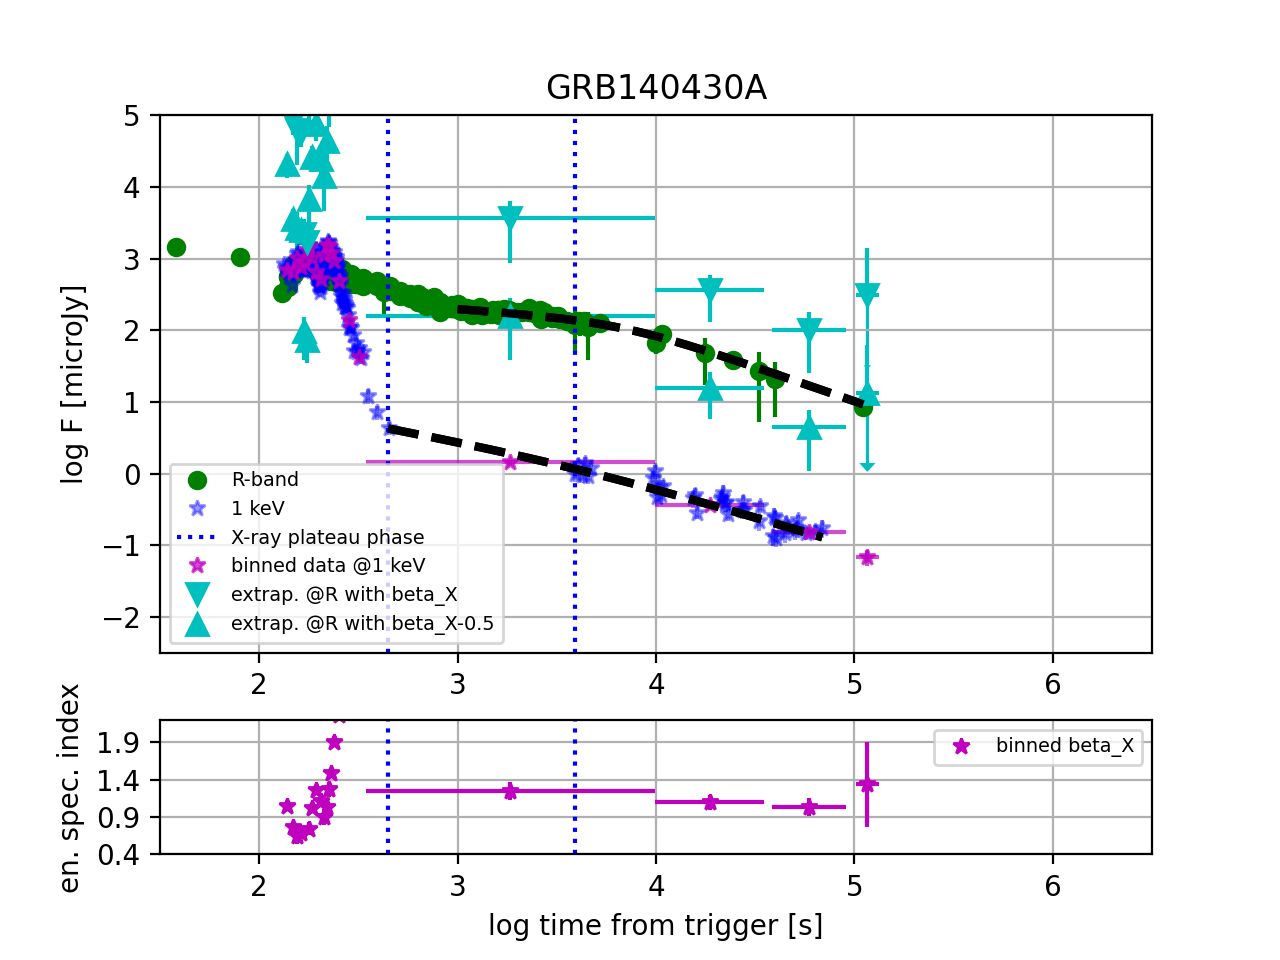 GRB140430A
5
4
3
2
1
0
−1
−2
log F [microJy]
R-band
1 keV
X-ray plateau phase
binned data @1 keV
extrap. @R with beta_X
extrap. @R with beta_X-0.5
2 3 4 5 6
1.9
1.4
0.9
0.4
en. spec. index
binned beta_X
2 3 4 5 6
log time from trigger [s]